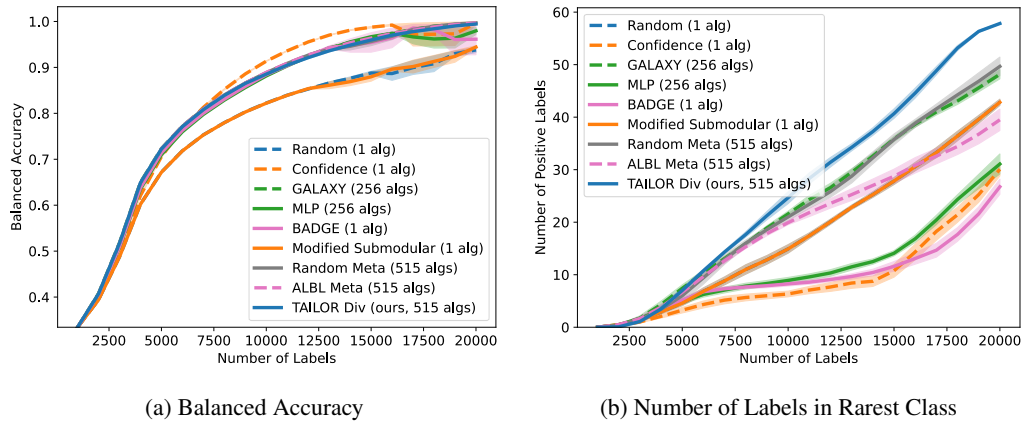 Balanced Accuracy
1.0
0.9
0.8
0.7
0.6
0.5
0.4
Random (1 alg)
Confidence (1 alg)
GALAXY (256 algs)
MLP (256 algs)
BADGE (1 alg)
Modified Submodular (1 alg)
Random Meta (515 algs)
ALBL Meta (515 algs)
TAILOR Div (ours, 515 algs)
2500 5000 7500 10000 12500 15000 17500 20000
Number of Labels
(a) Balanced Accuracy
Number of Positive Labels
60
50
40
30
20
10
0
Random (1 alg)
Confidence (1 alg)
GALAXY (256 algs)
MLP (256 algs)
BADGE (1 alg)
Modified Submodular (1 alg)
Random Meta (515 algs)
ALBL Meta (515 algs)
TAILOR Div (ours, 515 algs)
2500 5000 7500 10000 12500 15000 17500 20000
Number of Labels
(b) Number of Labels in Rarest Class